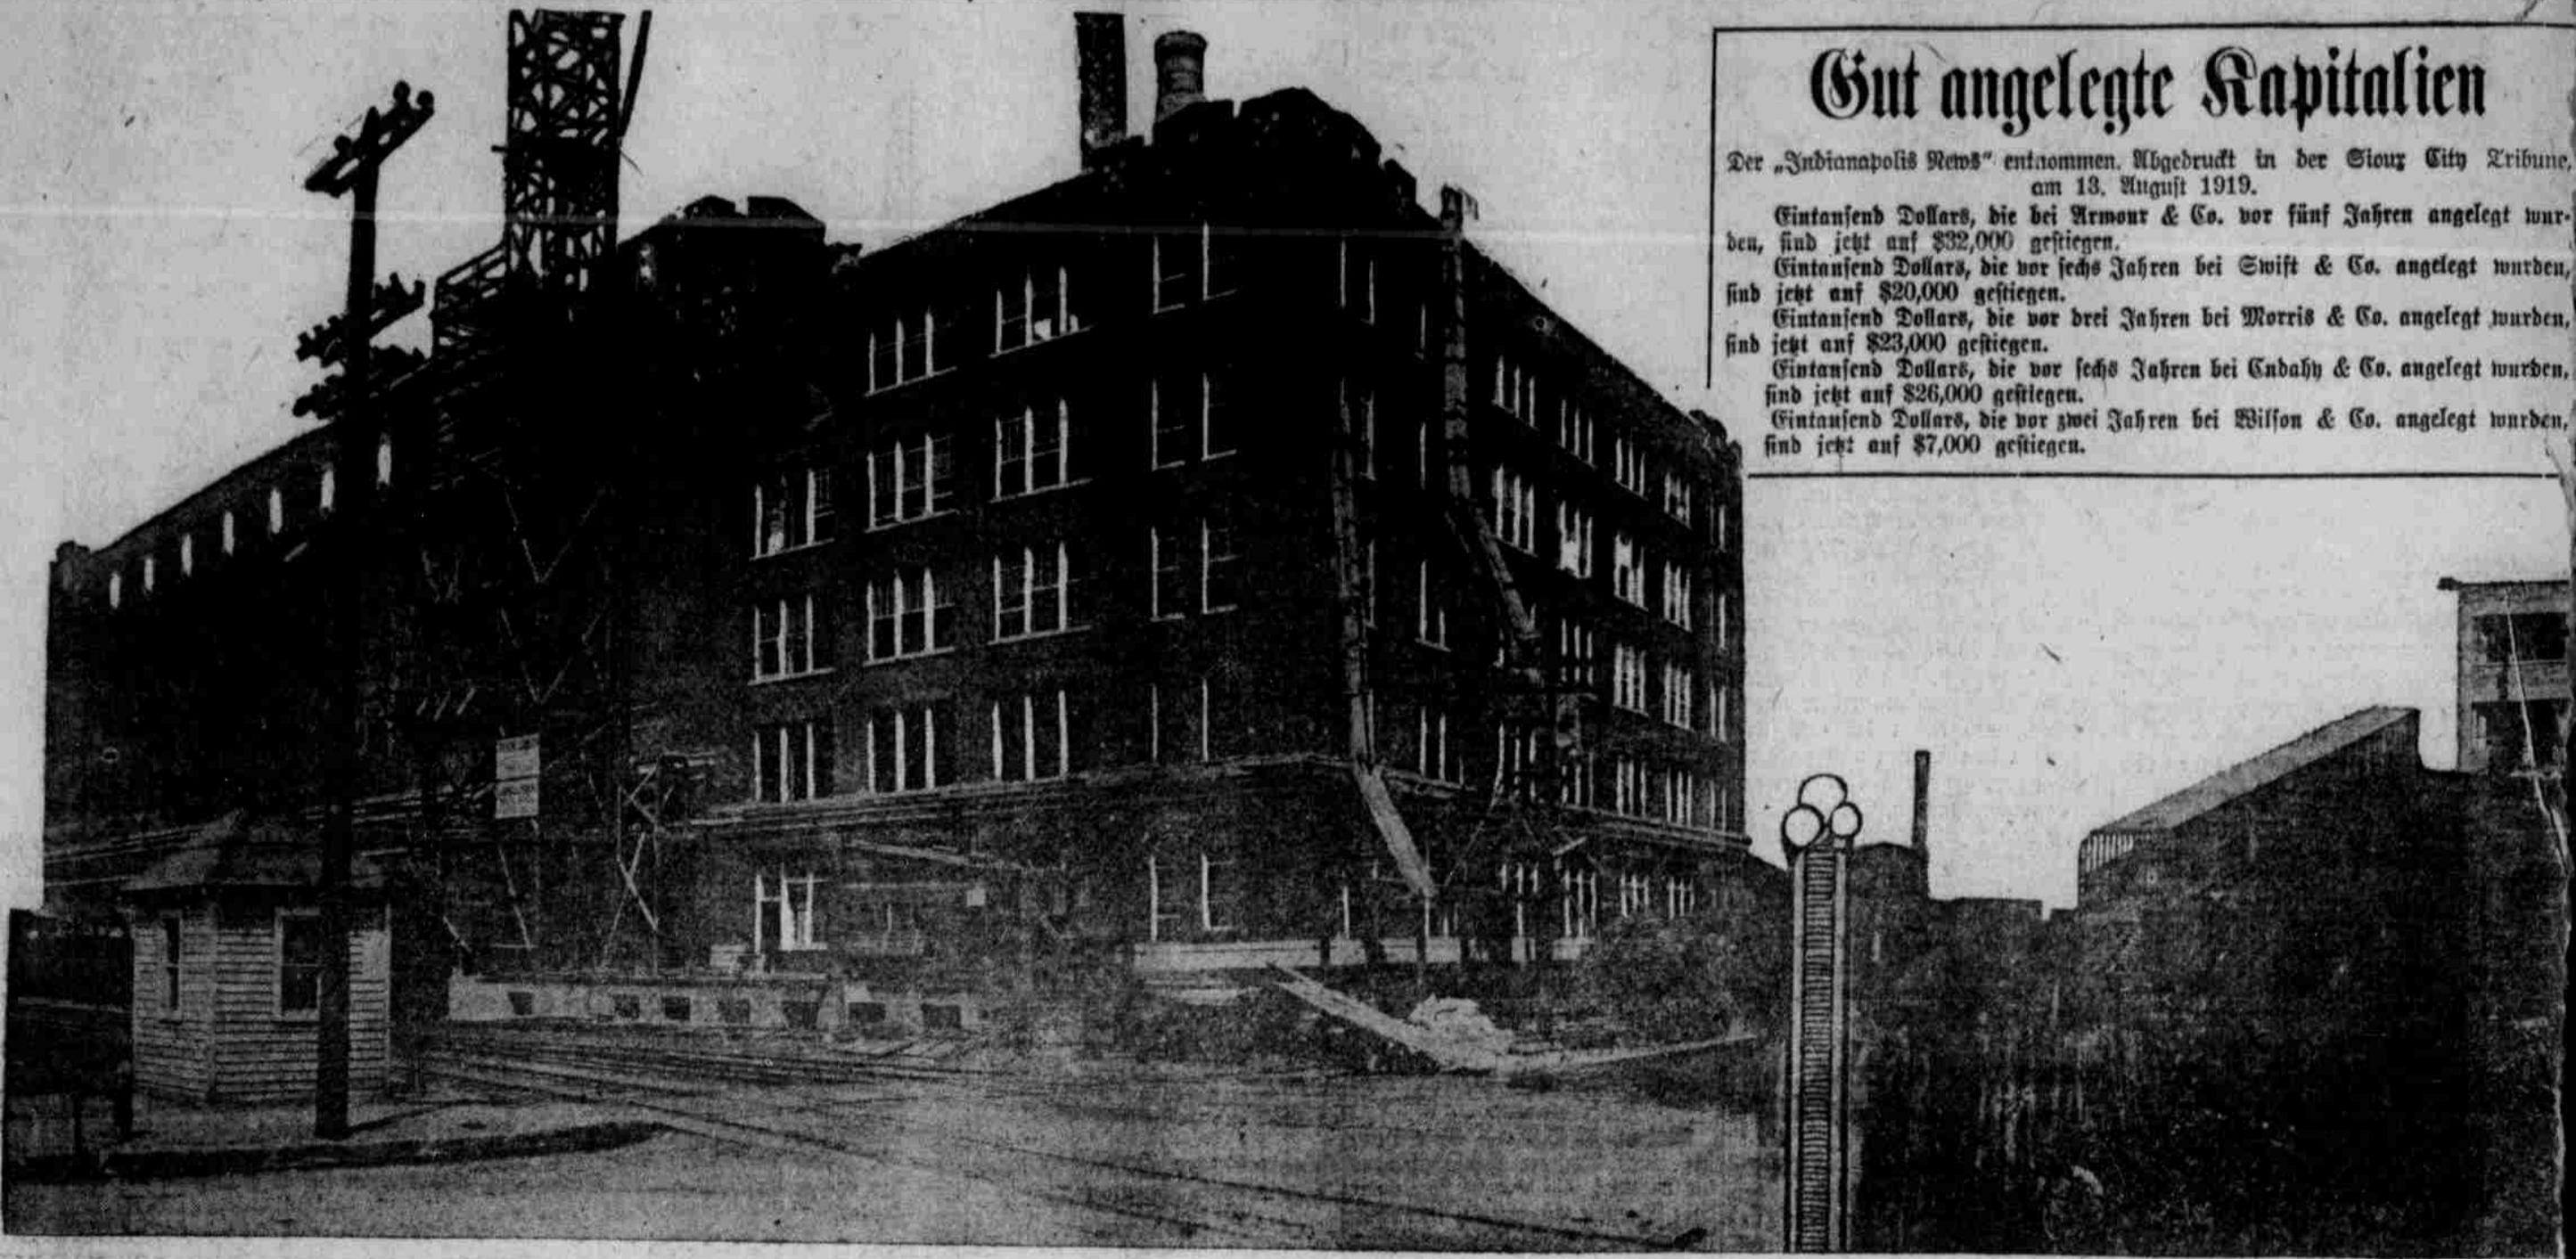 Gut angelegte Kapitalien
Der „Indianapolis News“ entnommen. Abgedruckt in der Sioux City Tribune,
am 13. August 1919.
Eintausend Dollars, die bei Armour & Co. vor fünf Jahren angelegt wur-
den, sind jetzt auf $32,000 gestiegen.
Eintausend Dollars, die vor sechs Jahren bei Swift & Co. angelegt wurden,
sind jetzt auf $20,000 gestiegen.
Eintausend Dollars, die vor drei Jahren bei Morris & Co. angelegt wurden,
sind jetzt auf $23,000 gestiegen.
Eintausend Dollars, die vor sechs Jahren bei Cudahy & Co. angelegt wurden,
sind jetzt auf $26,000 gestiegen.
Eintausend Dollars, die vor zwei Jahren bei Wilson & Co. angelegt wurden,
sind jetzt auf $7,000 gestiegen.